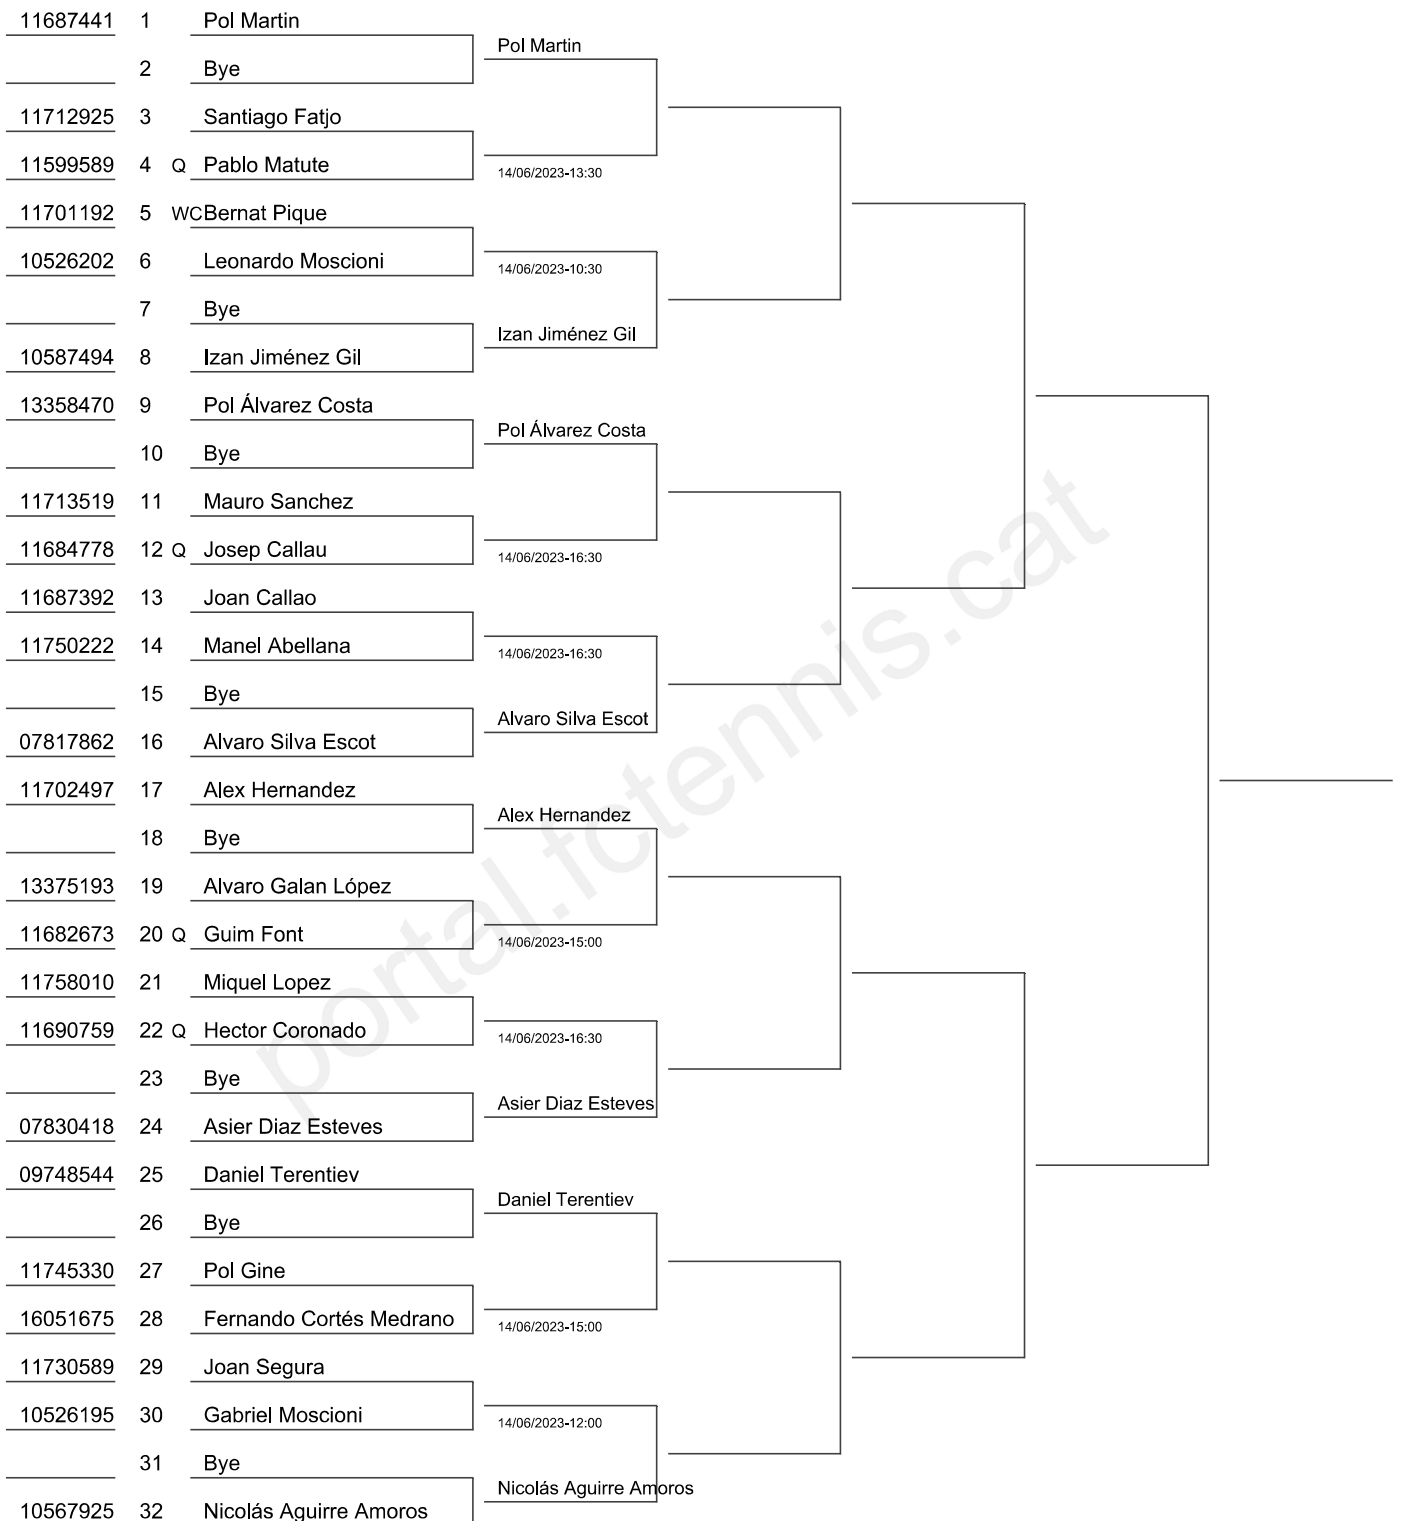 11687441 1 Pol Martin
Pol Martin
2 Bye
11712925 3 Santiago Fatjo
11599589 4 Q Pablo Matute
14/06/2023-13:30
11701192 5 WC Bernat Pique
10526202 6 Leonardo Moscioni
14/06/2023-10:30
7 Bye
Izan Jiménez Gil
10587494 8 Izan Jiménez Gil
13358470 9 Pol Álvarez Costa
Pol Álvarez Costa
10 Bye
11713519 11 Mauro Sanchez
11684778 12 Q Josep Callau
14/06/2023-16:30
11687392 13 Joan Callao
11750222 14 Manel Abellana
14/06/2023-16:30
15 Bye
Alvaro Silva Escot
07817862 16 Alvaro Silva Escot
11702497 17 Alex Hernandez
Alex Hernandez
18 Bye
13375193 19 Alvaro Galan López
11682673 20 Q Guim Font
14/06/2023-15:00
11758010 21 Miquel Lopez
11690759 22 Q Hector Coronado
14/06/2023-16:30
23 Bye
Asier Diaz Esteves
07830418 24 Asier Diaz Esteves
09748544 25 Daniel Terentiev
Daniel Terentiev
26 Bye
11745330 27 Pol Gine
16051675 28 Fernando Cortés Medrano
14/06/2023-15:00
11730589 29 Joan Segura
10526195 30 Gabriel Moscioni
14/06/2023-12:00
31 Bye
Nicolás Aguirre Amoros
10567925 32 Nicolás Aguirre Amoros
portal.fctennis.cat